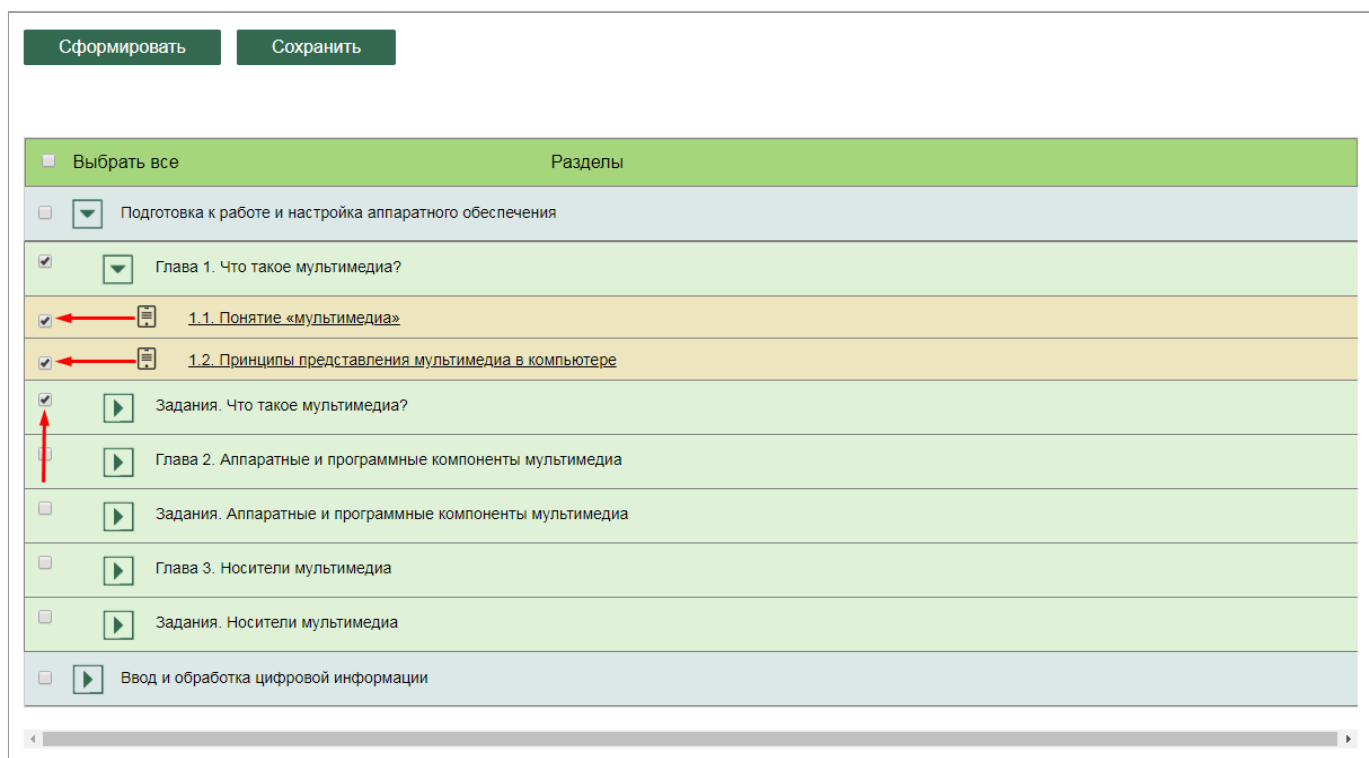 Сформировать Сохранить
Выбрать все Разделы
Подготовка к работе и настройка аппаратного обеспечения
Глава 1. Что такое мультимедиа?
1.1. Понятие «мультимедиа»
1.2. Принципы представления мультимедиа в компьютере
Задания. Что такое мультимедиа?
Глава 2. Аппаратные и программные компоненты мультимедиа
Задания. Аппаратные и программные компоненты мультимедиа
Глава 3. Носители мультимедиа
Задания. Носители мультимедиа
Ввод и обработка цифровой информации